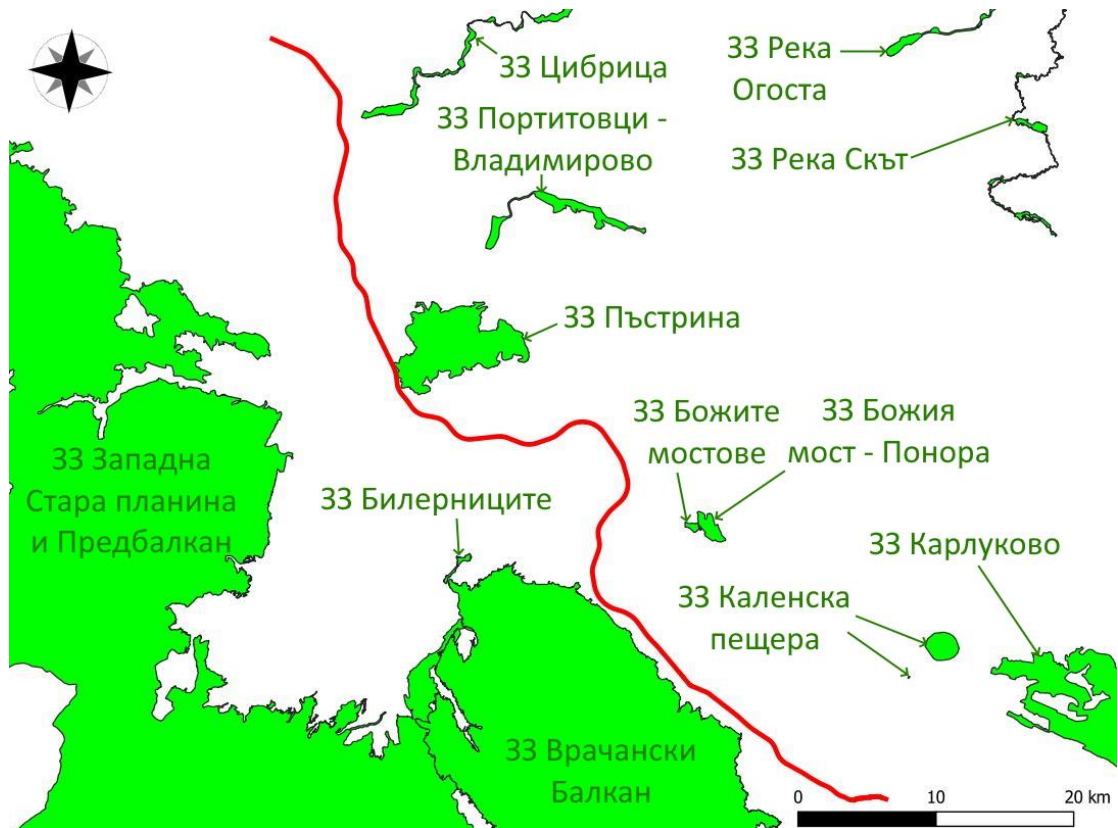 ЗЗ Цибрица
ЗЗ Река
Огоста
ЗЗ Портитовци -
Владимирово
ЗЗ Река Скът
ЗЗ Пъстрина
ЗЗ Божите
мостове
ЗЗ Божия
мост - Понора
ЗЗ Западна
Стара планина
и Предбалкан
ЗЗ Билерниците
ЗЗ Карлуково
ЗЗ Каленска
пещера
ЗЗ Врачански
Балкан
0 10 20 km